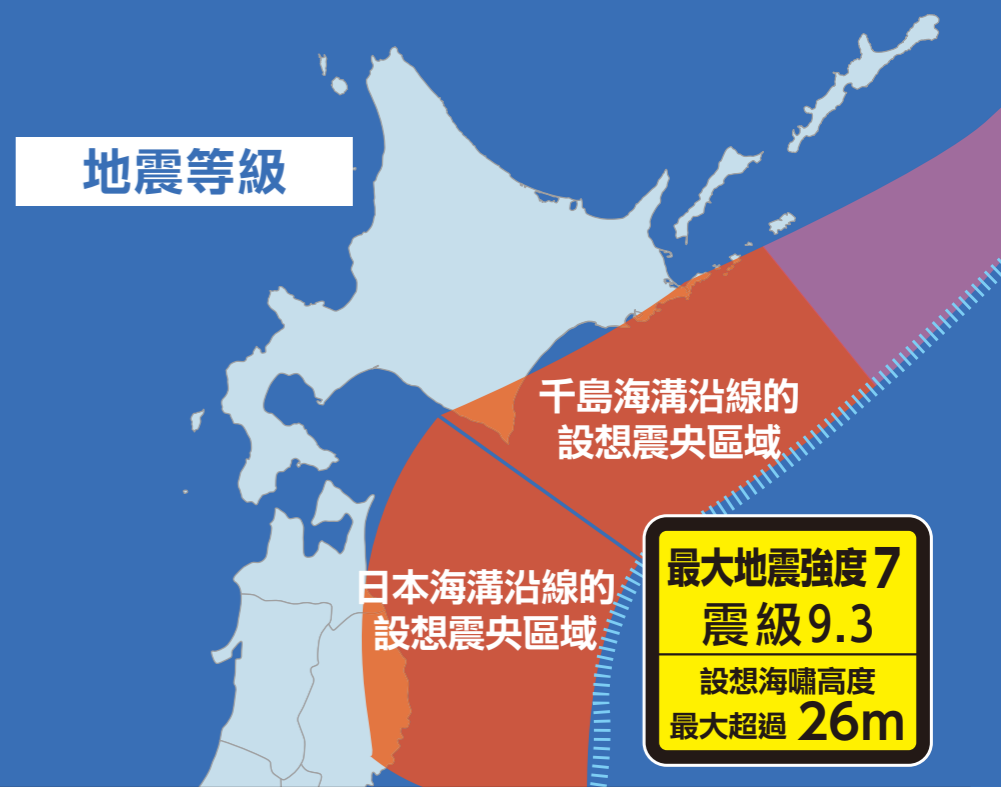 地震等級
千島海溝沿線的
設想震央區域
日本海溝沿線的
設想震央區域
最大地震強度7
震級9.3
設想海嘯高度
最大超過 26m